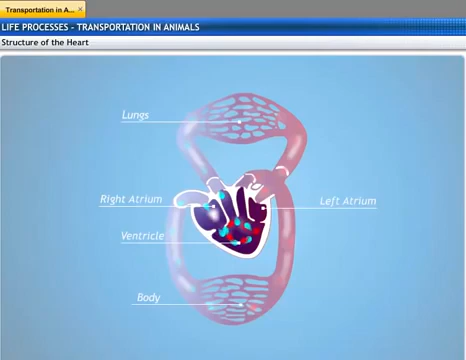 Transportation in A...
LIFE PROCESSES - TRANSPORTATION IN ANIMALS
Structure of the Heart
Lungs
Right Atrium
Left Atrium
Ventricle
Body